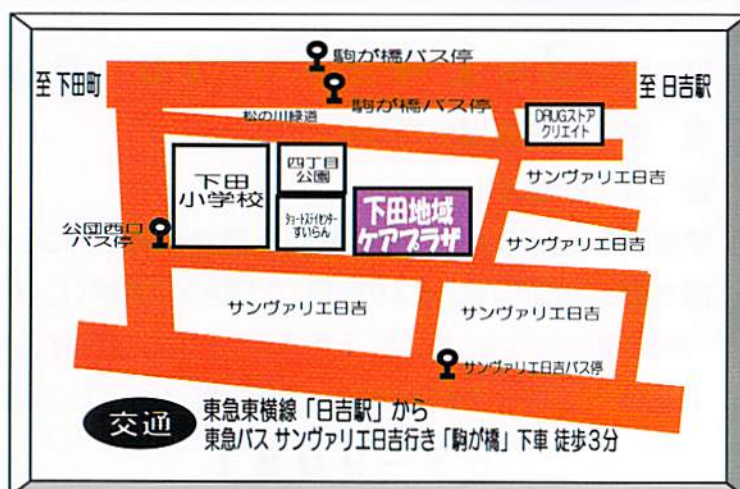 駒が橋バス停
至 下田町
至 日吉駅
駒が橋バス停
松の川緑道
DRUGストア
クリエイト
四丁目
公園
下田
小学校
サンヴァリエ日吉
ショートステイセンター
すいらん
下田地域
ケアプラザ
公団西口
バス停
サンヴァリエ日吉
サンヴァリエ日吉
サンヴァリエ日吉
サンヴァリエ日吉バス停
交通
東急東横線「日吉駅」から
東急バス サンヴァリエ日吉行き「駒が橋」下車 徒歩3分